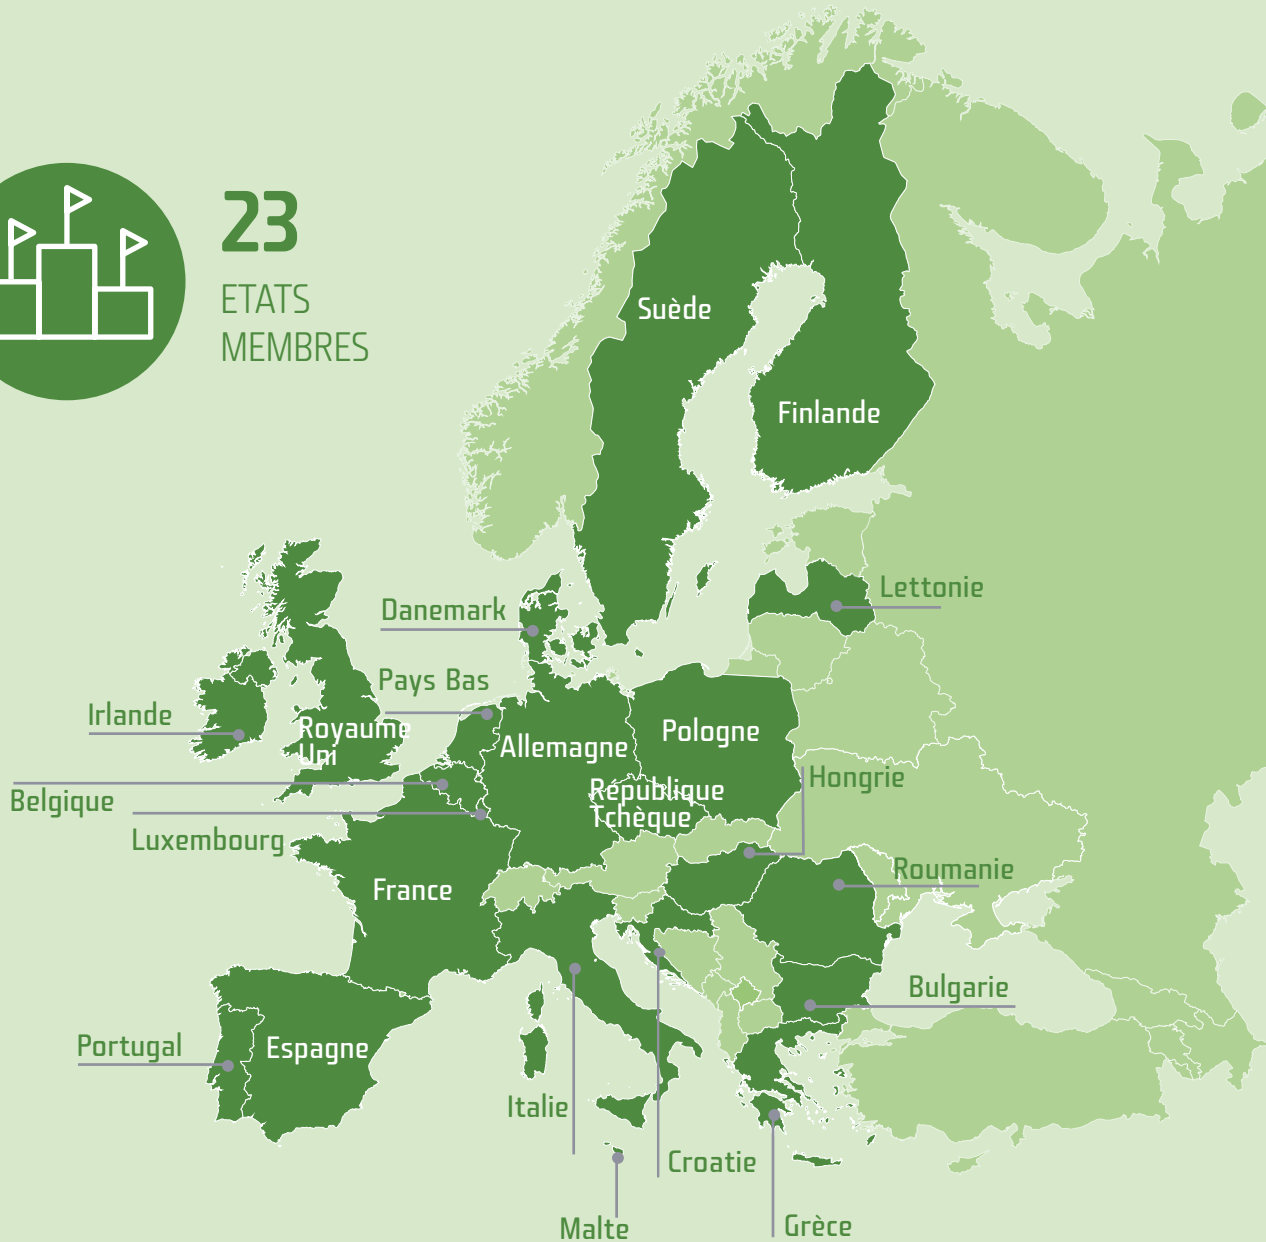 23
ETATS
MEMBRES
Suède
Finlande
Lettonie
Danemark
Pays Bas
Irlande
Royaume
Uni
Allemagne
Pologne
République
Tchèque
Hongrie
Belgique
Luxembourg
France
Roumanie
Bulgarie
Portugal
Espagne
Italie
Croatie
Malte
Grèce